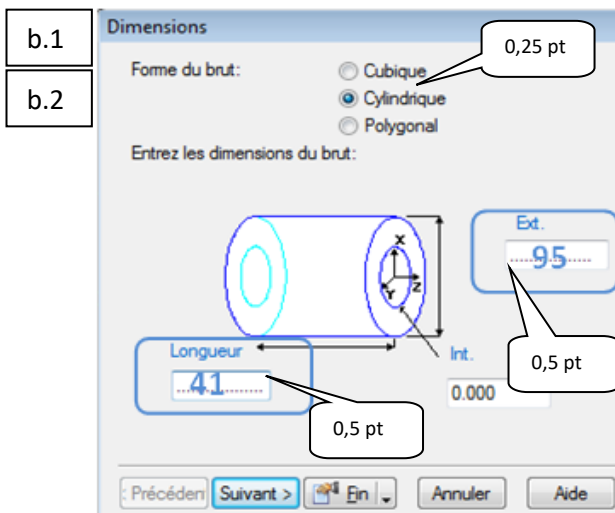 b.1
b.2
Dimensions
0,25 pt
Forme du brut:
Cubique
Cylindrique
Polygonal
Entrez les dimensions du brut:
Ext.
95
X
Y
Z
Longueur
41
Int.
0.000
0,5 pt
0,5 pt
: Précéden
Suivant >
Fin
Annuler
Aide